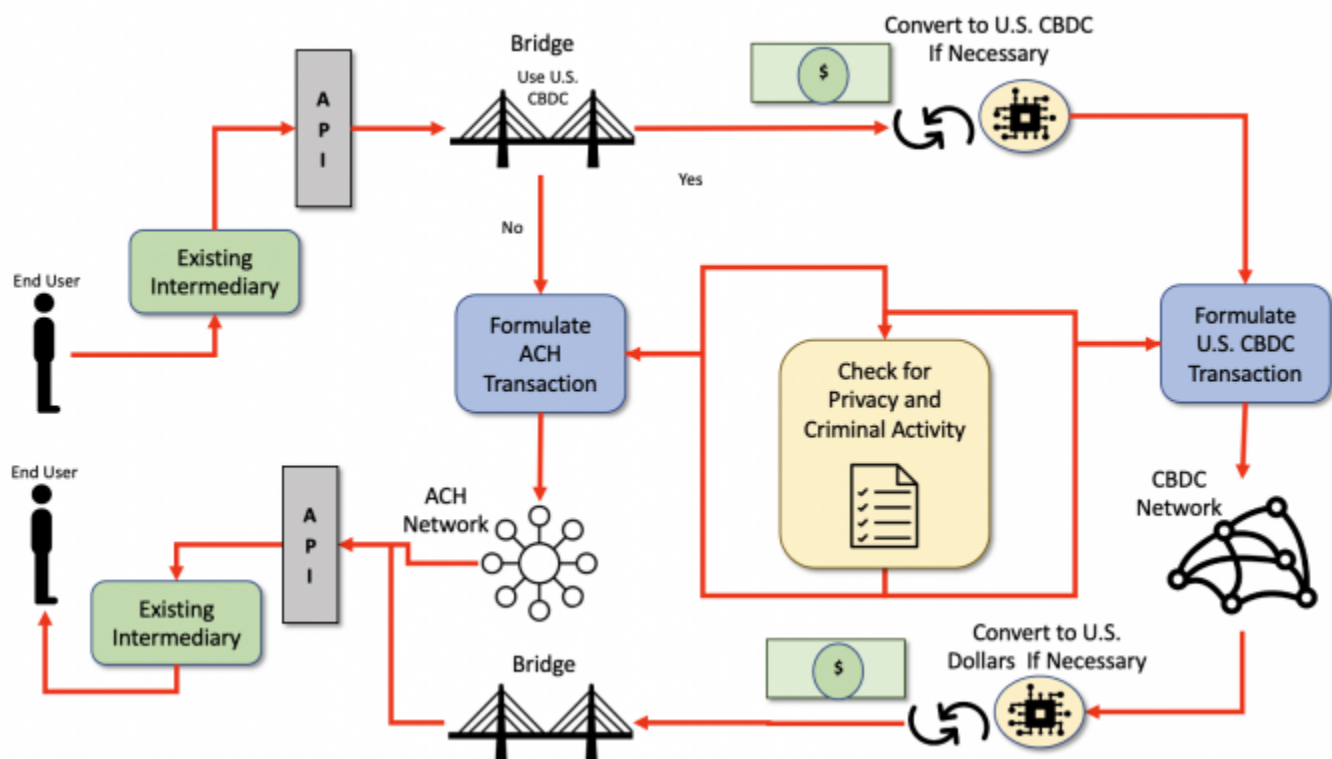 Bridge
Use U.S.
CBDC
$
Convert to U.S. CBDC
If Necessary
A
P
I
Yes
No
Existing
Intermediary
End User
Formulate
ACH
Transaction
Check for
Privacy and
Criminal Activity
Formulate
U.S. CBDC
Transaction
End User
A
P
I
ACH
Network
CBDC
Network
Existing
Intermediary
Bridge
$
Convert to U.S.
Dollars If Necessary